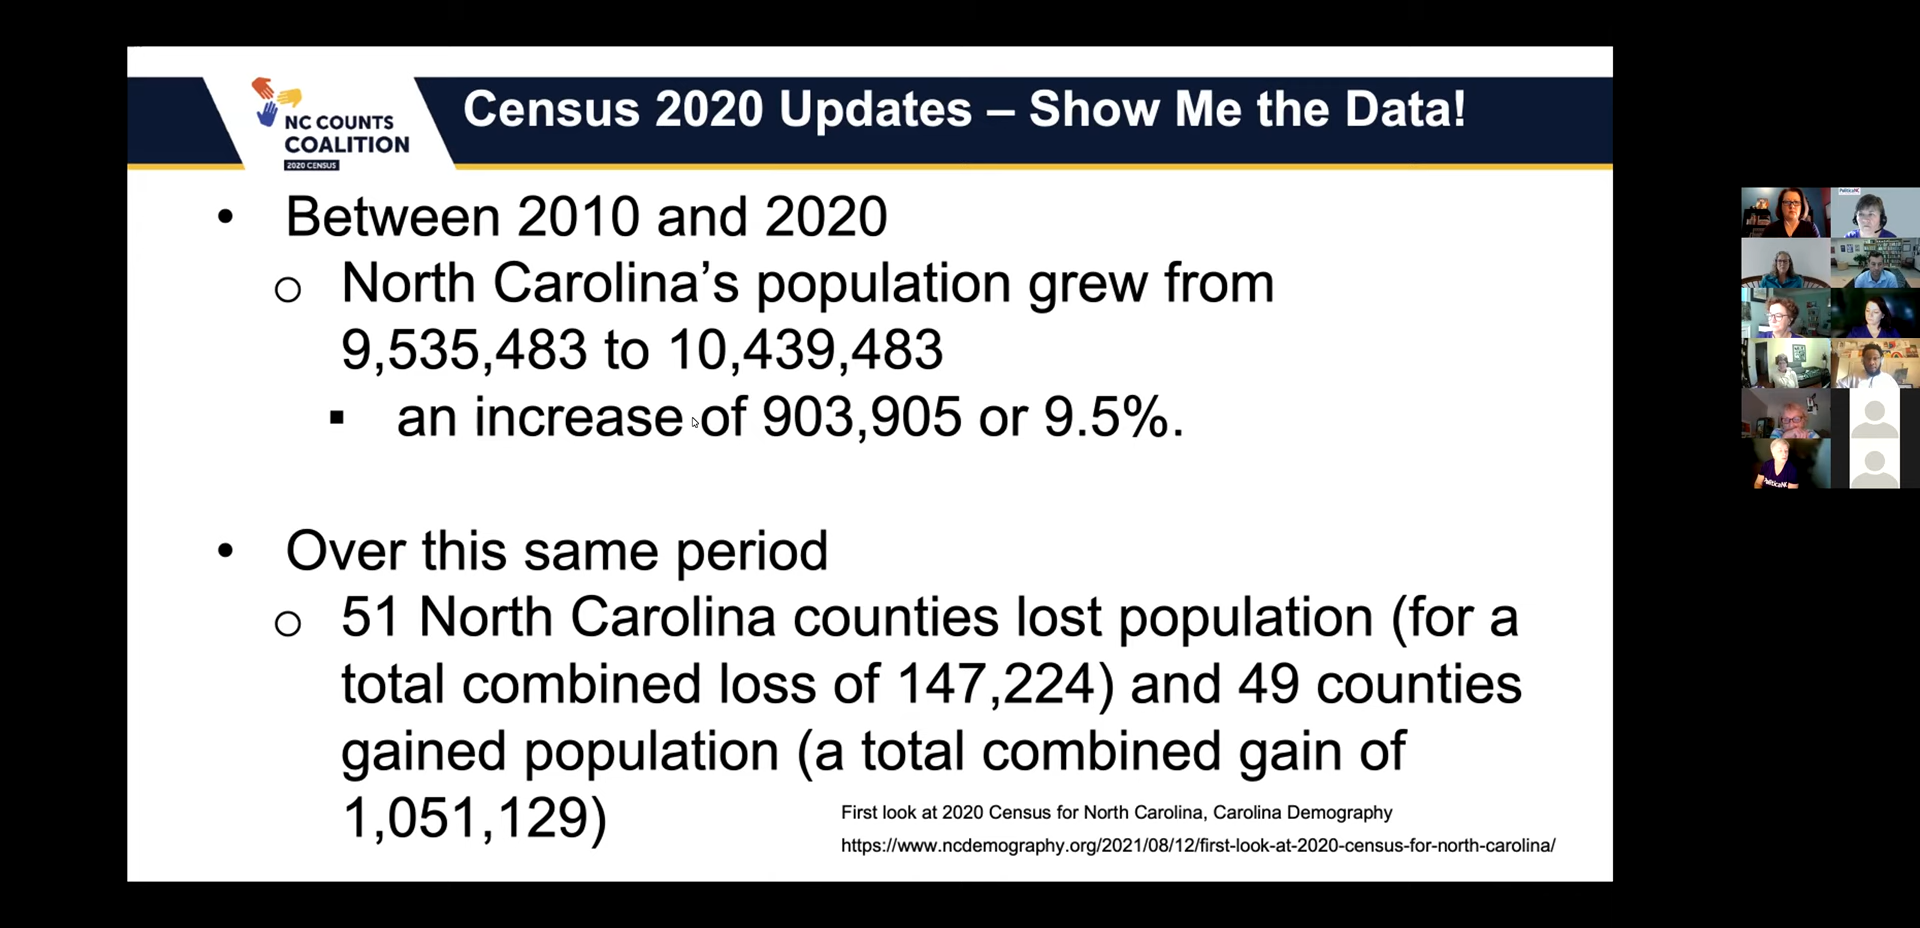 NC COUNTS
COALITION
2020 CENSUS
Census 2020 Updates – Show Me the Data!
• Between 2010 and 2020
o North Carolina’s population grew from
9,535,483 to 10,439,483
▪ an increase of 903,905 or 9.5%.
• Over this same period
o 51 North Carolina counties lost population (for a
total combined loss of 147,224) and 49 counties
gained population (a total combined gain of
1,051,129)
First look at 2020 Census for North Carolina, Carolina Demography
https://www.ncdemography.org/2021/08/12/first-look-at-2020-census-for-north-carolina/
PoliticaNC
PoliticaNC